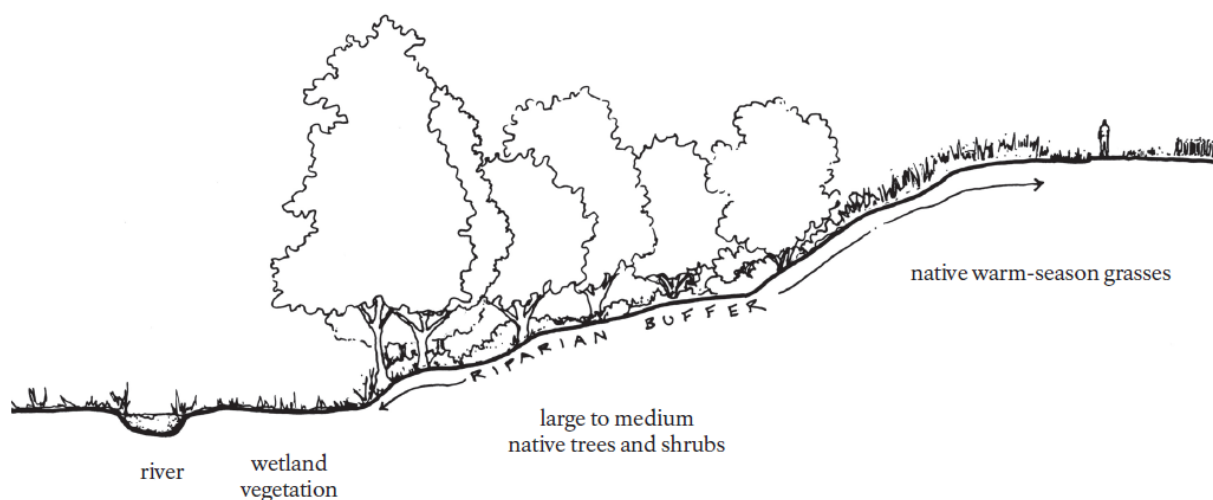 RIPARIAN BUFFER
native warm-season grasses
large to medium
native trees and shrubs
river
wetland
vegetation